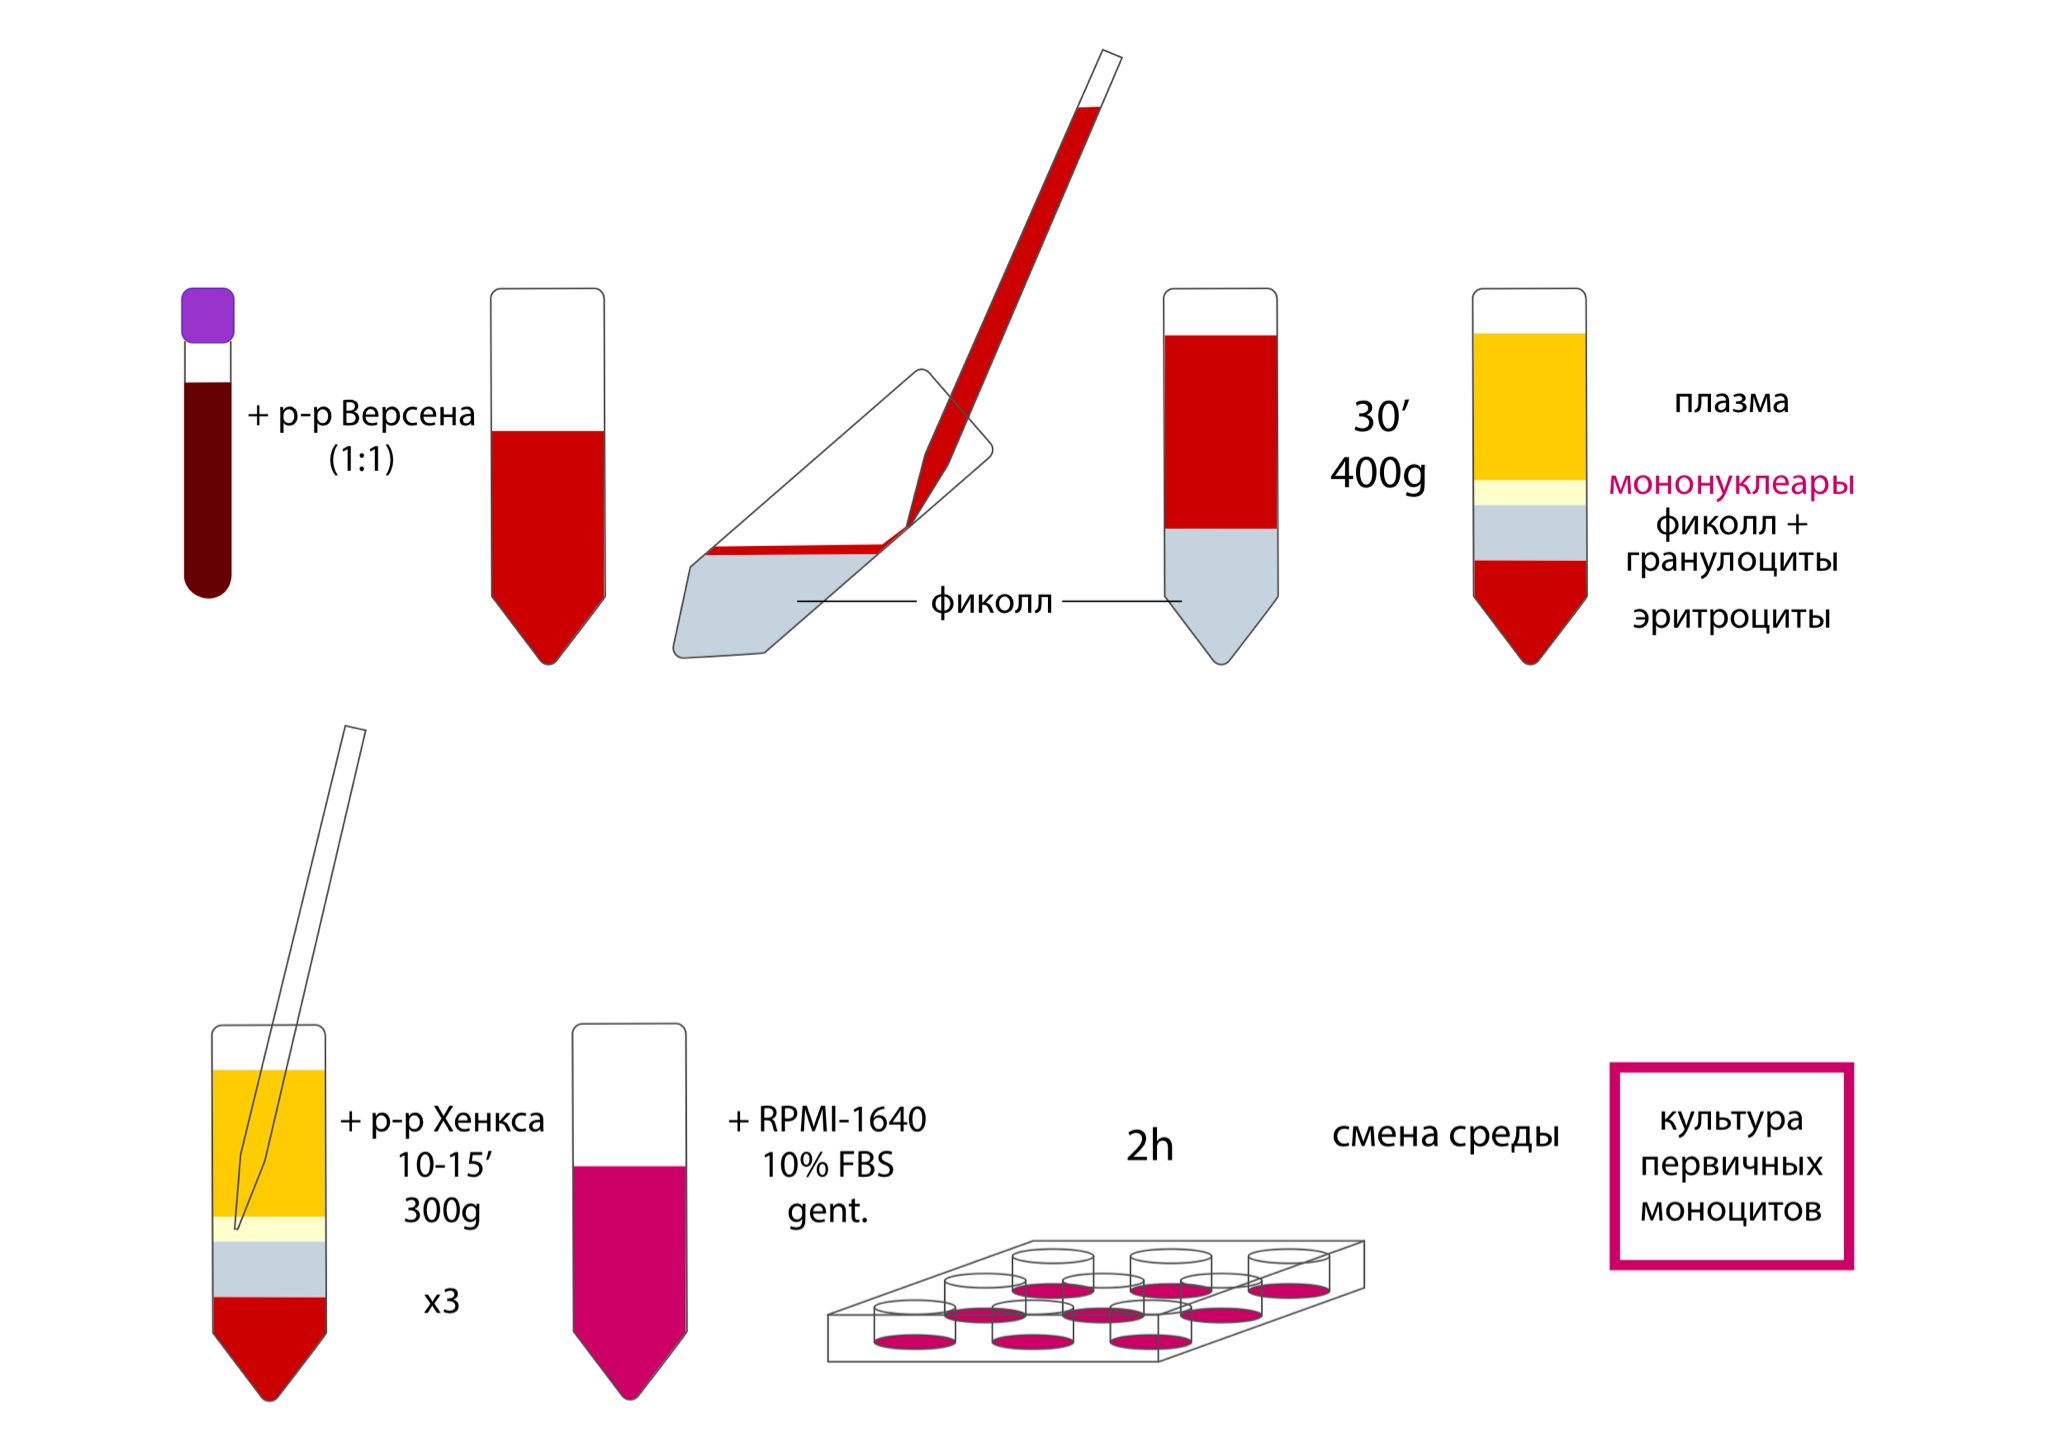 + р-р Версена
(1:1)
фиколл
30’
400g
плазма
мононуклеары
фиколл +
гранулоциты
эритроциты
+ р-р Хенкса
10-15’
300g
x3
+ RPMI-1640
10% FBS
gent.
2h
смена среды
культура
первичных
моноцитов